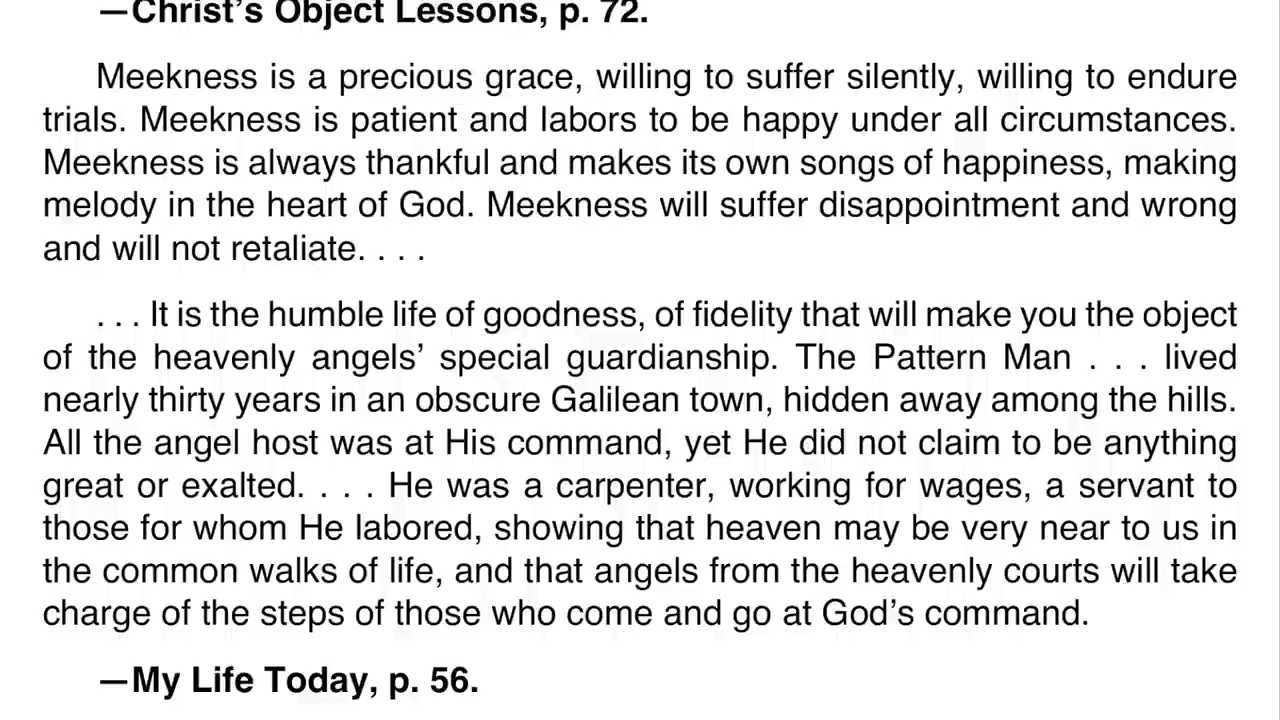 —Christ's Object Lessons, p. 72.
Meekness is a precious grace, willing to suffer silently, willing to endure
trials. Meekness is patient and labors to be happy under all circumstances.
Meekness is always thankful and makes its own songs of happiness, making
melody in the heart of God. Meekness will suffer disappointment and wrong
and will not retaliate. . . .
. . . It is the humble life of goodness, of fidelity that will make you the object
of the heavenly angels’ special guardianship. The Pattern Man . . . lived
nearly thirty years in an obscure Galilean town, hidden away among the hills.
All the angel host was at His command, yet He did not claim to be anything
great or exalted. . . . He was a carpenter, working for wages, a servant to
those for whom He labored, showing that heaven may be very near to us in
the common walks of life, and that angels from the heavenly courts will take
charge of the steps of those who come and go at God’s command.
—My Life Today, p. 56.